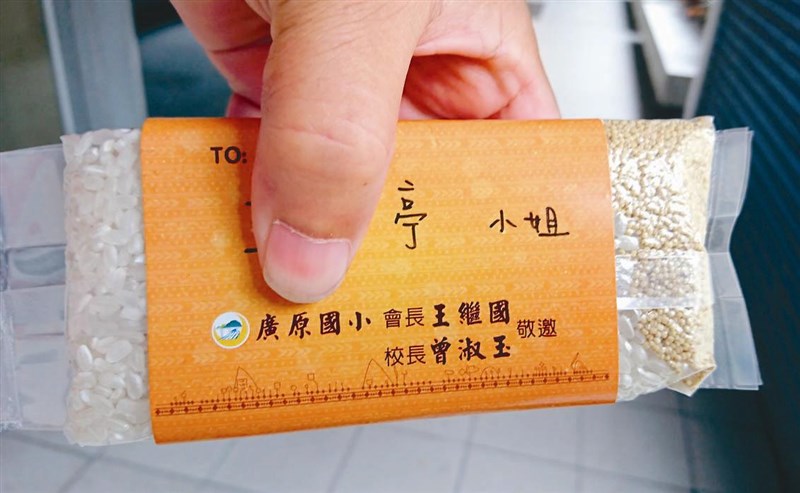 TO:
亭 小姐
廣原國小 會長 王繼國 敬邀
校長 曾淑玉